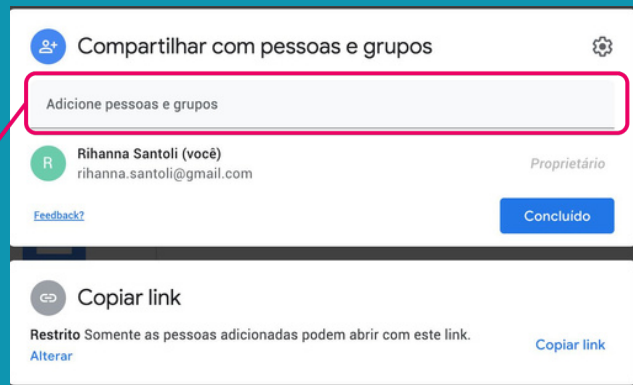 Compartilhar com pessoas e grupos
Adicione pessoas e grupos
R
Rihanna Santoli (você)
rihanna.santoli@gmail.com
Proprietário
Feedback?
Concluído
Copiar link
Restrito Somente as pessoas adicionadas podem abrir com este link.
Alterar
Copiar link